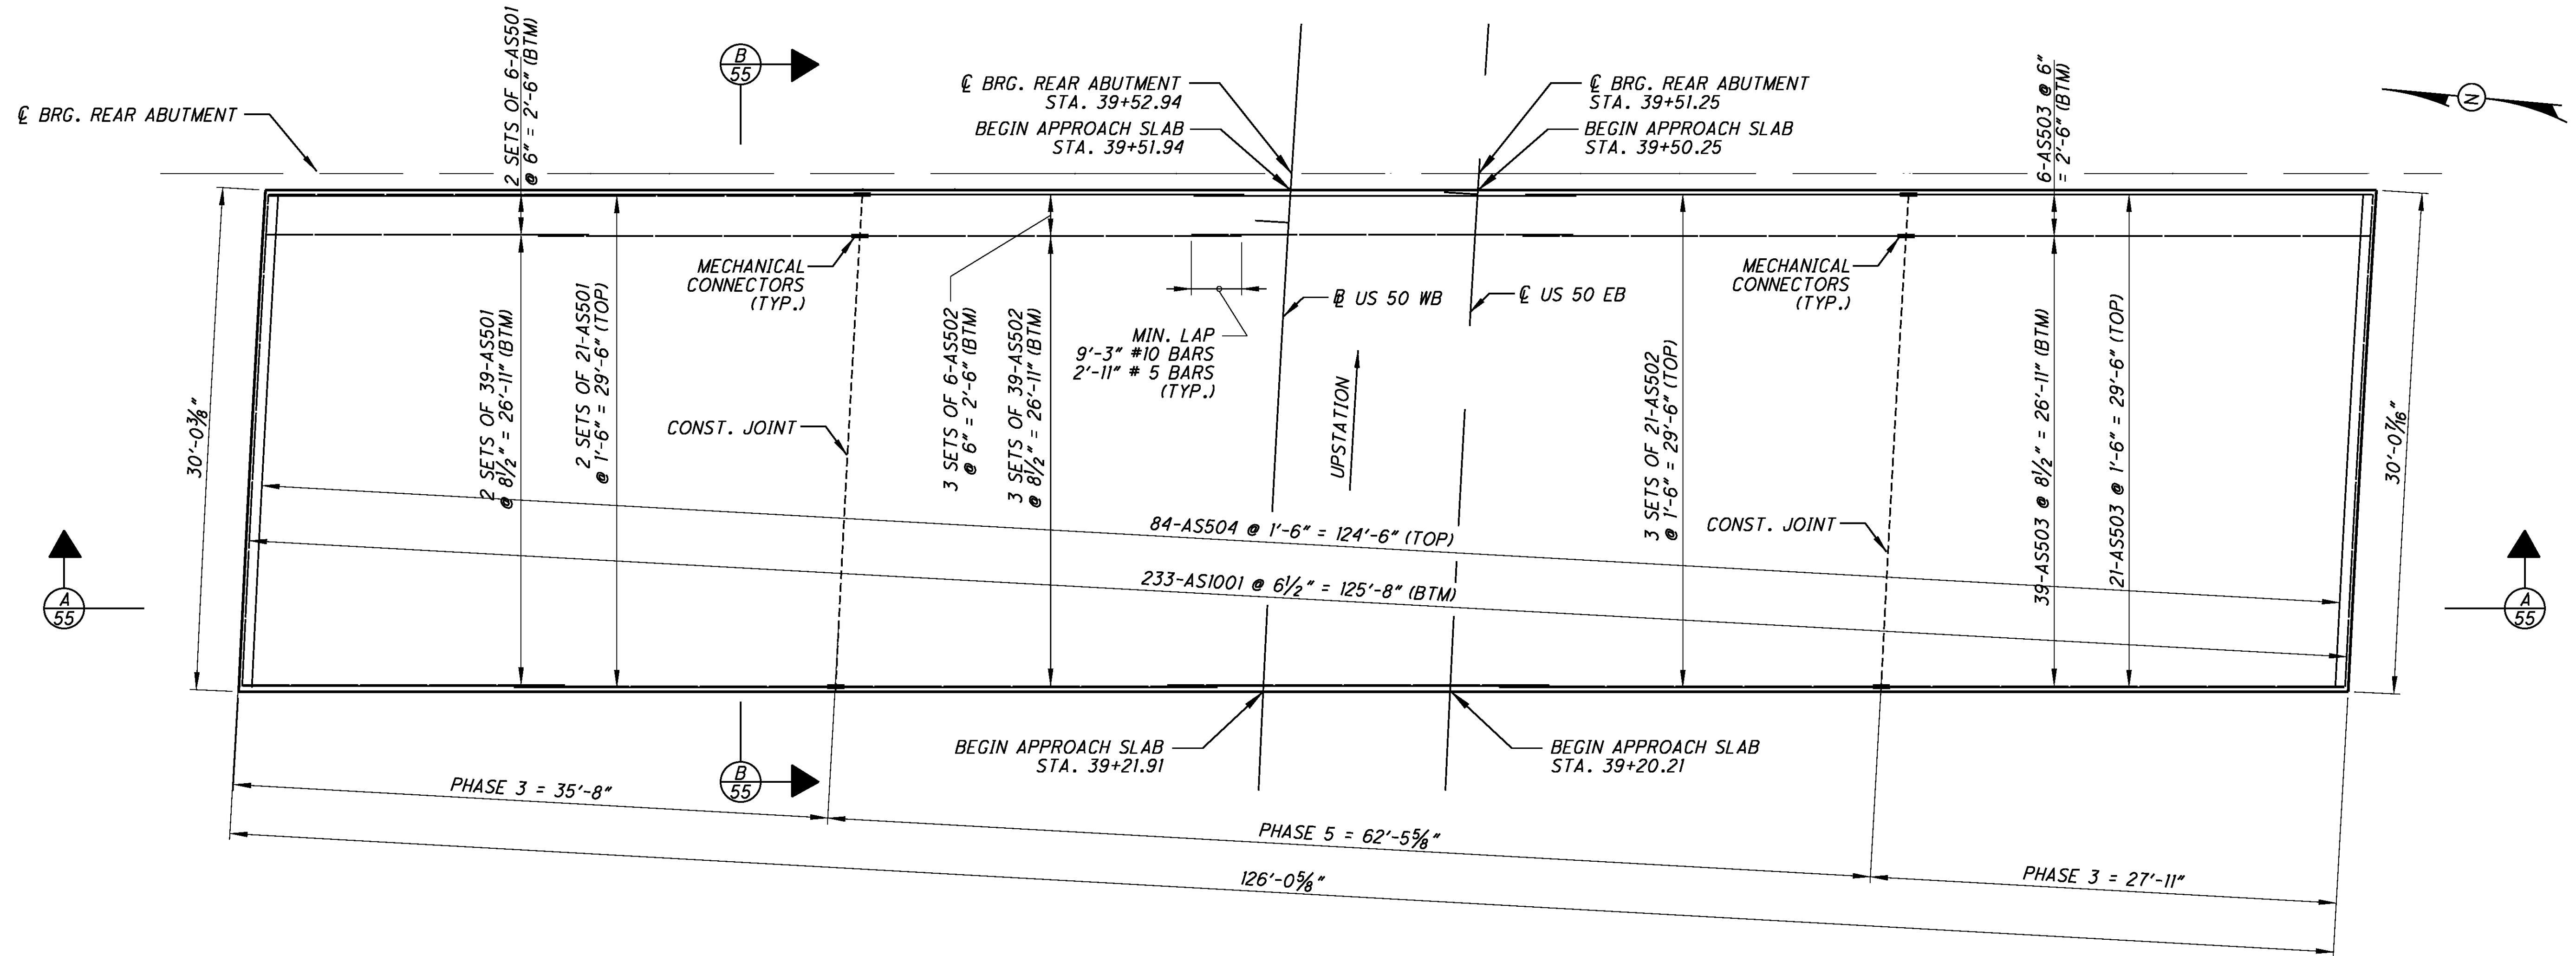 2 SETS OF 6-AS501
@ 6" = 2'-6" (BTM)
B
55
℄ BRG. REAR ABUTMENT
℄ BRG. REAR ABUTMENT
STA. 39+52.94
BEGIN APPROACH SLAB
STA. 39+51.94
℄ BRG. REAR ABUTMENT
STA. 39+51.25
BEGIN APPROACH SLAB
STA. 39+50.25
6-AS503 @ 6"
= 2'-6" (BTM)
N
MECHANICAL
CONNECTORS
(TYP.)
MECHANICAL
CONNECTORS
(TYP.)
US 50 WB
℄ US 50 EB
MIN. LAP
9'-3" #10 BARS
2'-11" # 5 BARS
(TYP.)
UPSTATION
30'-0⅜"
2 SETS OF 39-AS501
@ 8½" = 26'-11" (BTM)
2 SETS OF 21-AS501
@ 1'-6" = 29'-6" (TOP)
CONST. JOINT
3 SETS OF 6-AS502
@ 6" = 2'-6" (BTM)
3 SETS OF 39-AS502
@ 8½" = 26'-11" (BTM)
3 SETS OF 21-AS502
@ 1'-6" = 29'-6" (TOP)
CONST. JOINT
39-AS503 @ 8½" = 26'-11" (BTM)
21-AS503 @ 1'-6" = 29'-6" (TOP)
30'-0⁷⁄₁₆"
84-AS504 @ 1'-6" = 124'-6" (TOP)
233-AS1001 @ 6½" = 125'-8" (BTM)
A
55
A
55
BEGIN APPROACH SLAB
STA. 39+21.91
BEGIN APPROACH SLAB
STA. 39+20.21
B
55
PHASE 3 = 35'-8"
PHASE 5 = 62'-5⅝"
PHASE 3 = 27'-11"
126'-0⅝"